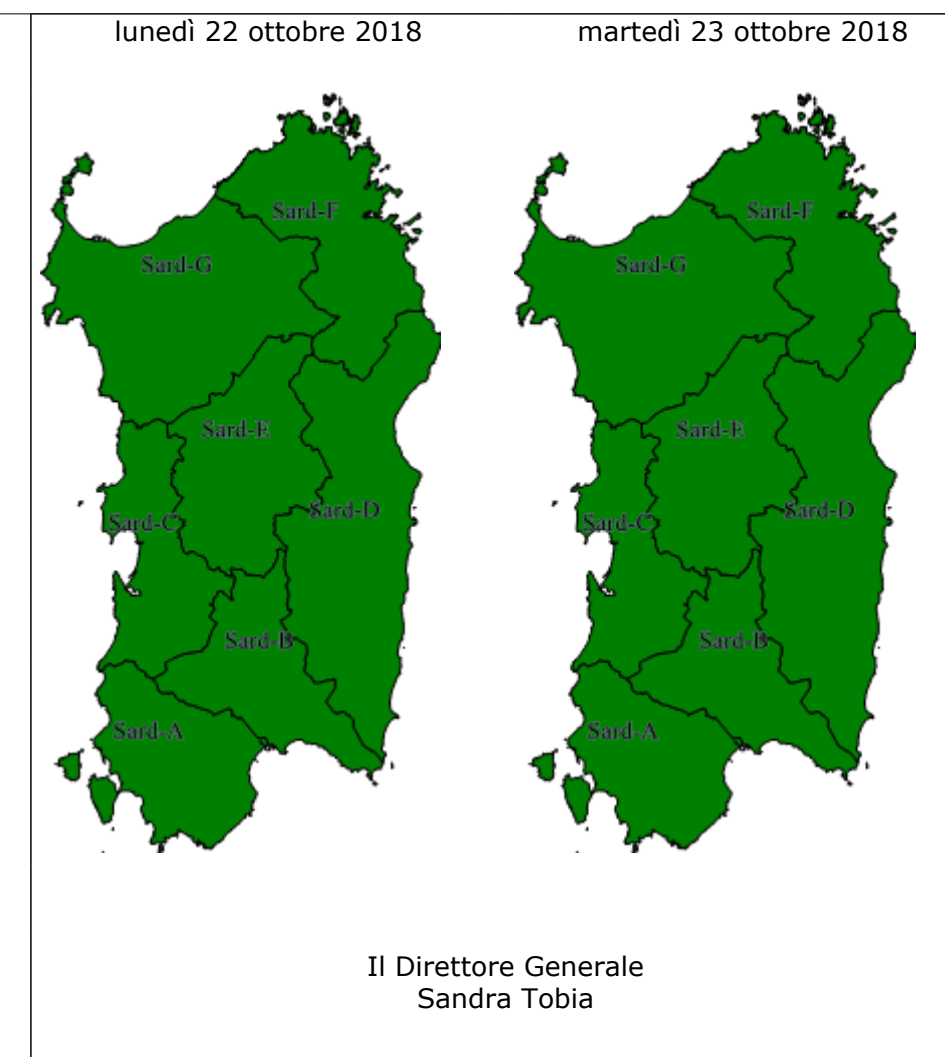 lunedì 22 ottobre 2018
martedì 23 ottobre 2018
Sard-F
Sard-G
Sard-E
Sard-D
Sard-C
Sard-B
Sard-A
Sard-F
Sard-G
Sard-E
Sard-D
Sard-C
Sard-B
Sard-A
Il Direttore Generale
Sandra Tobia